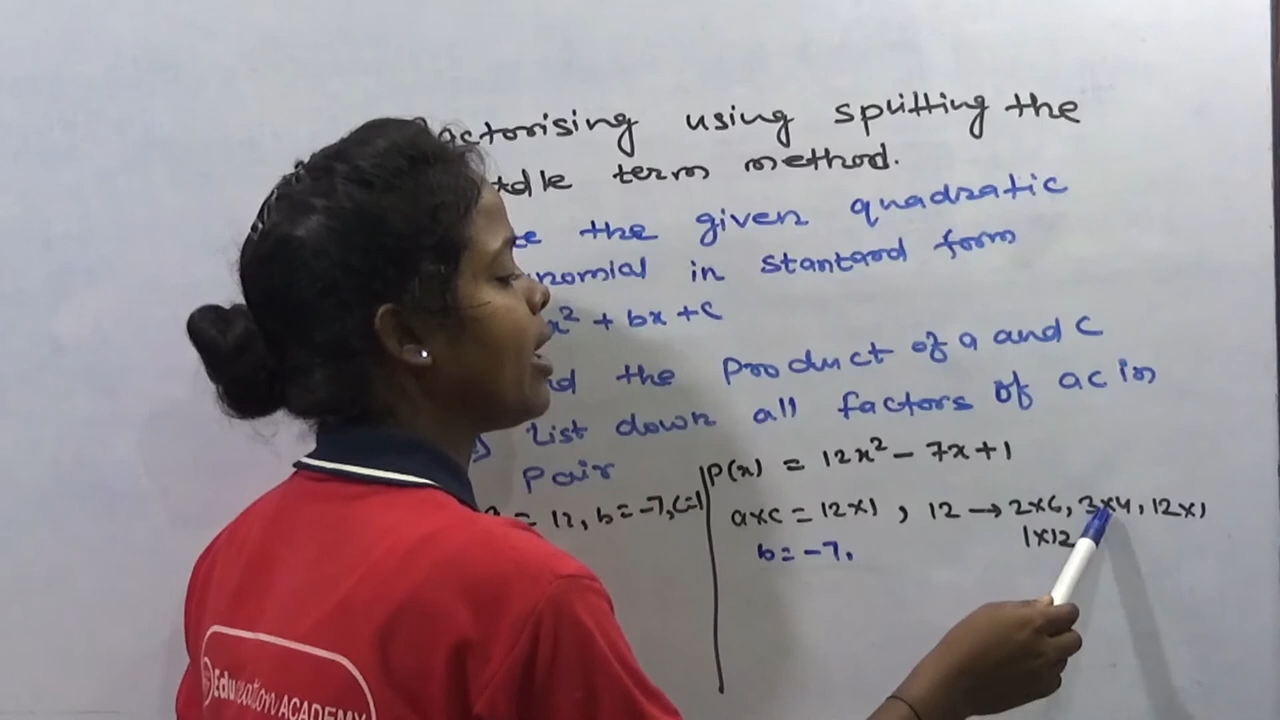 actorising using splitting the
term method.
the given quadratic
nomial in stantard form
x² + bx + c
the Product of a and c
List down all factors of ac in
Pair
P(x) = 12x² - 7x + 1
= 12, b = -7, c = 1
a×c = 12×1 , 12 → 2×6, 3×4, 12×1
1×12
b = -7.
Education ACADEMY